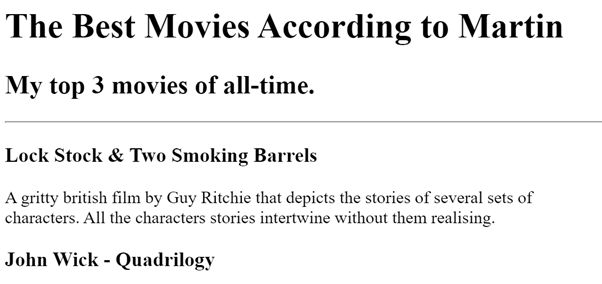 The Best Movies According to Martin
My top 3 movies of all-time.
Lock Stock & Two Smoking Barrels
A gritty british film by Guy Ritchie that depicts the stories of several sets of
characters. All the characters stories intertwine without them realising.
John Wick - Quadrilogy